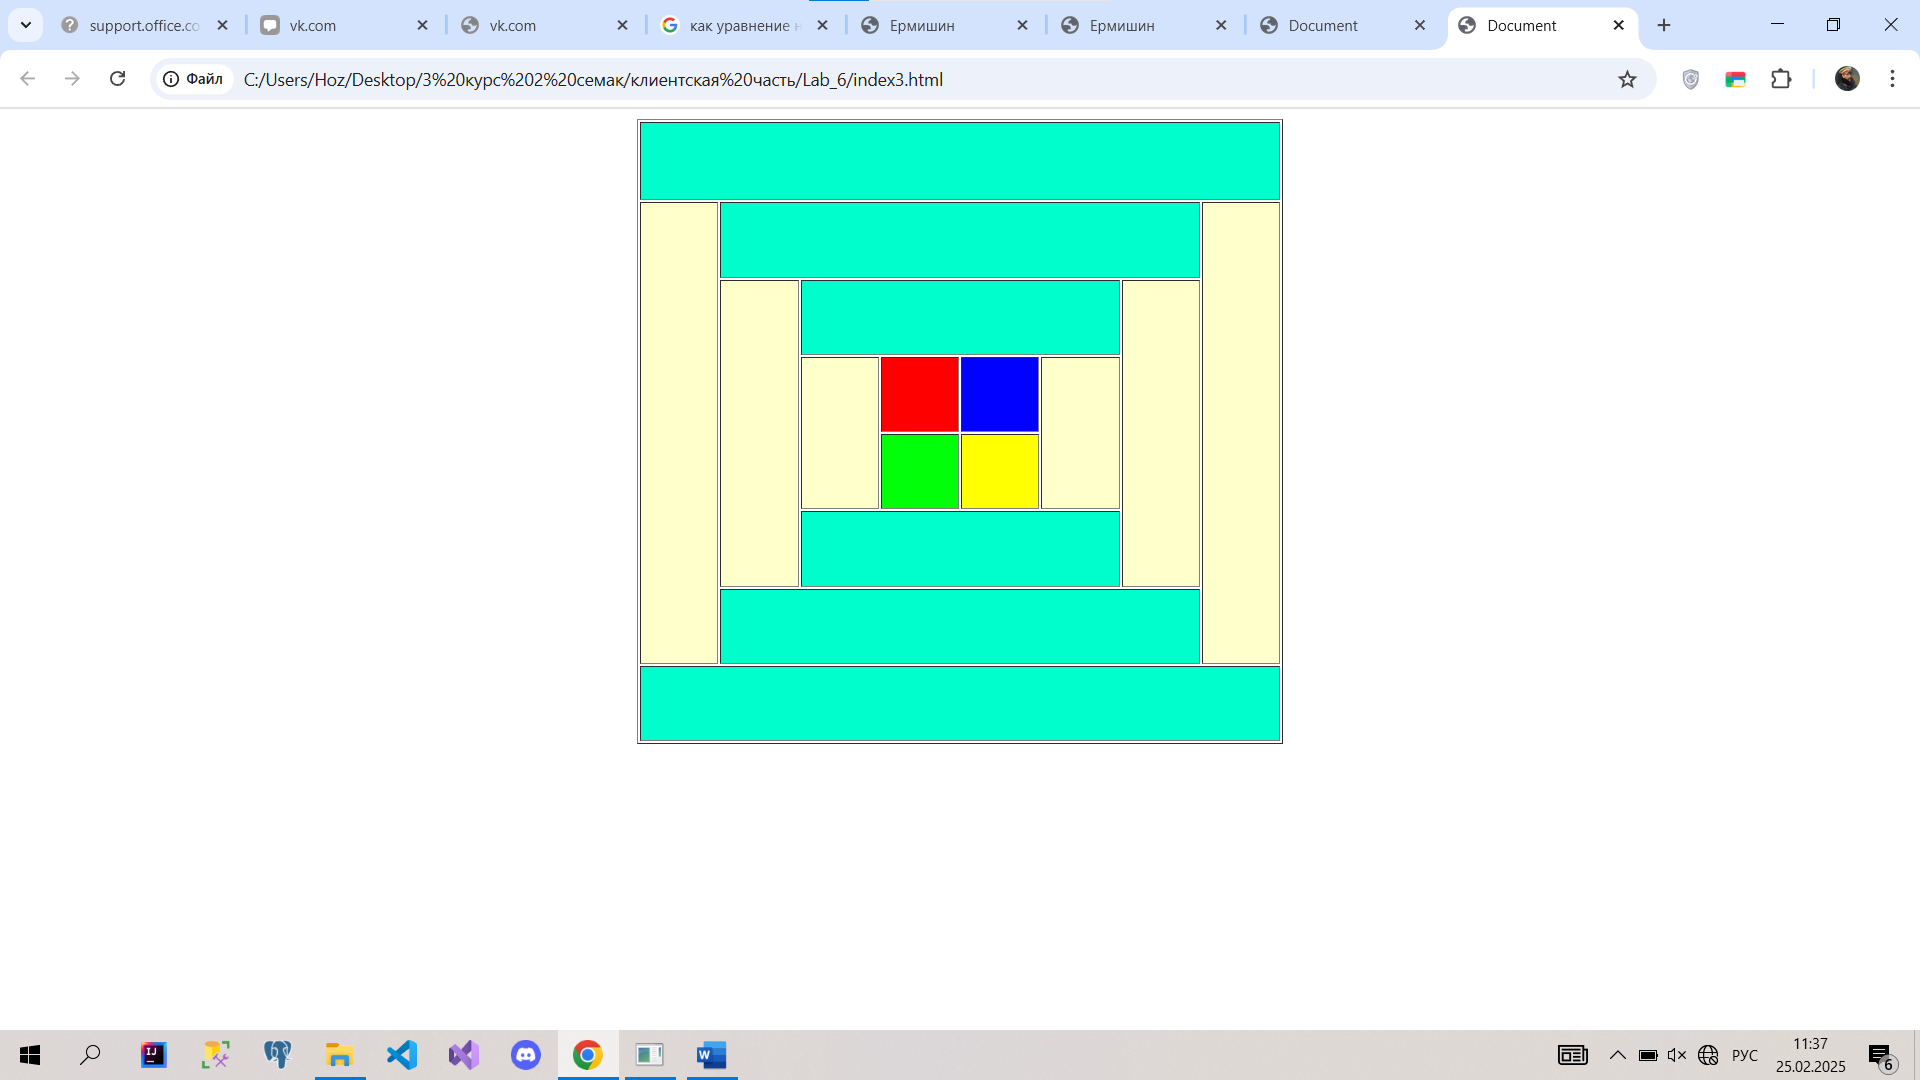 support.office.co
vk.com
vk.com
как уравнение
Ермишин
Ермишин
Document
Document
Файл
C:/Users/Hoz/Desktop/3%20курс%202%20семак/клиентская%20часть/Lab_6/index3.html
РУС
11:37
25.02.2025
6